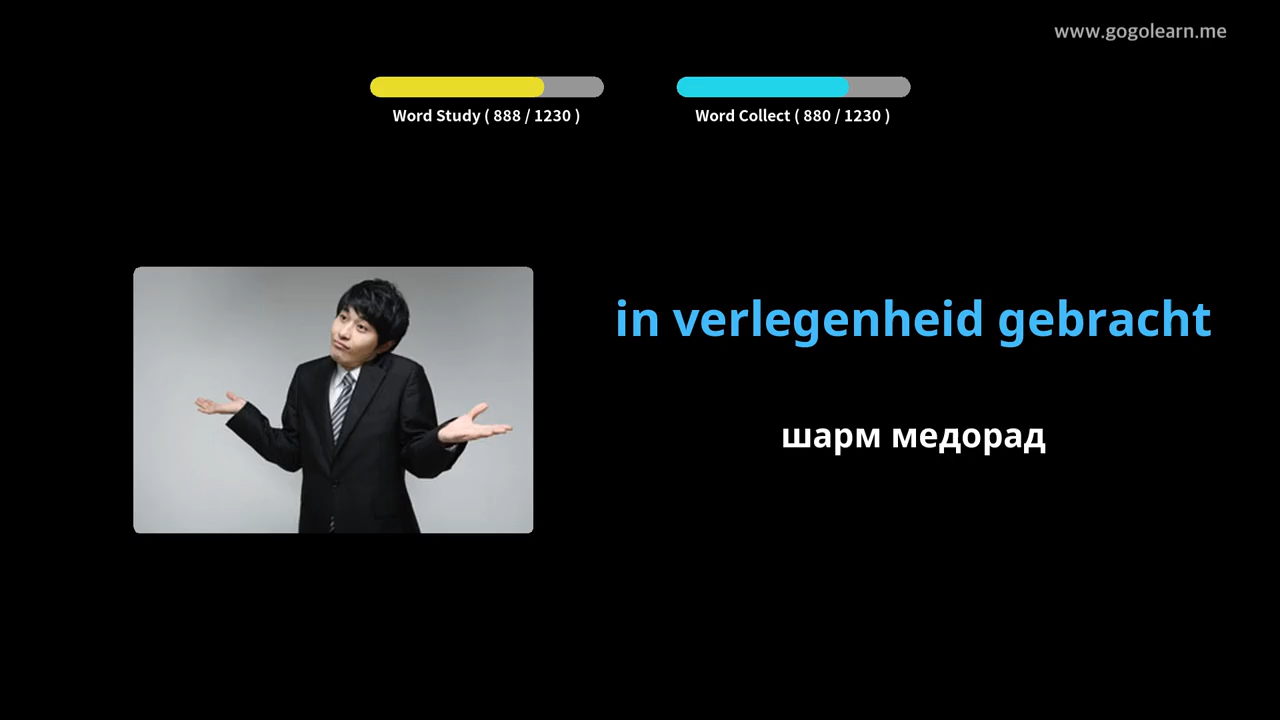 www.gogolearn.me
Word Study ( 888 / 1230 )
Word Collect ( 880 / 1230 )
in verlegenheid gebracht
шарм медорад